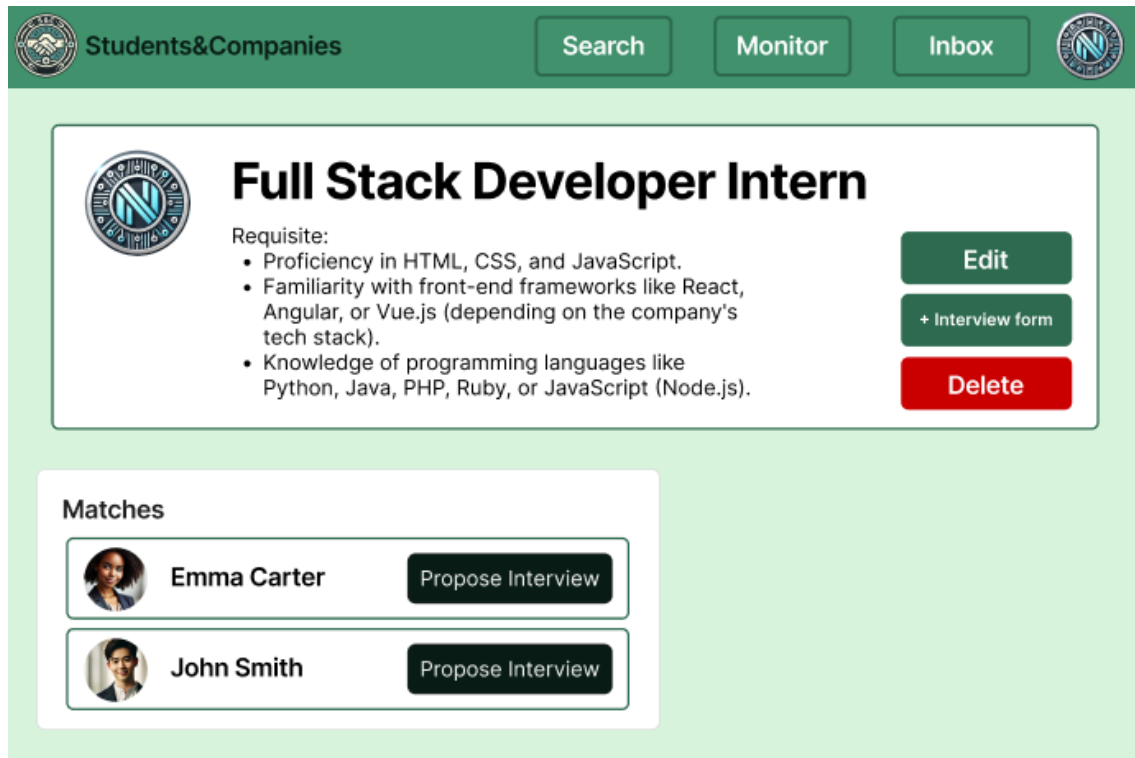 S&C
Students&Companies
Search
Monitor
Inbox
Full Stack Developer Intern
Requisite:
• Proficiency in HTML, CSS, and JavaScript.
• Familiarity with front-end frameworks like React,
Angular, or Vue.js (depending on the company's
tech stack).
• Knowledge of programming languages like
Python, Java, PHP, Ruby, or JavaScript (Node.js).
Edit
+ Interview form
Delete
Matches
Emma Carter
Propose Interview
John Smith
Propose Interview